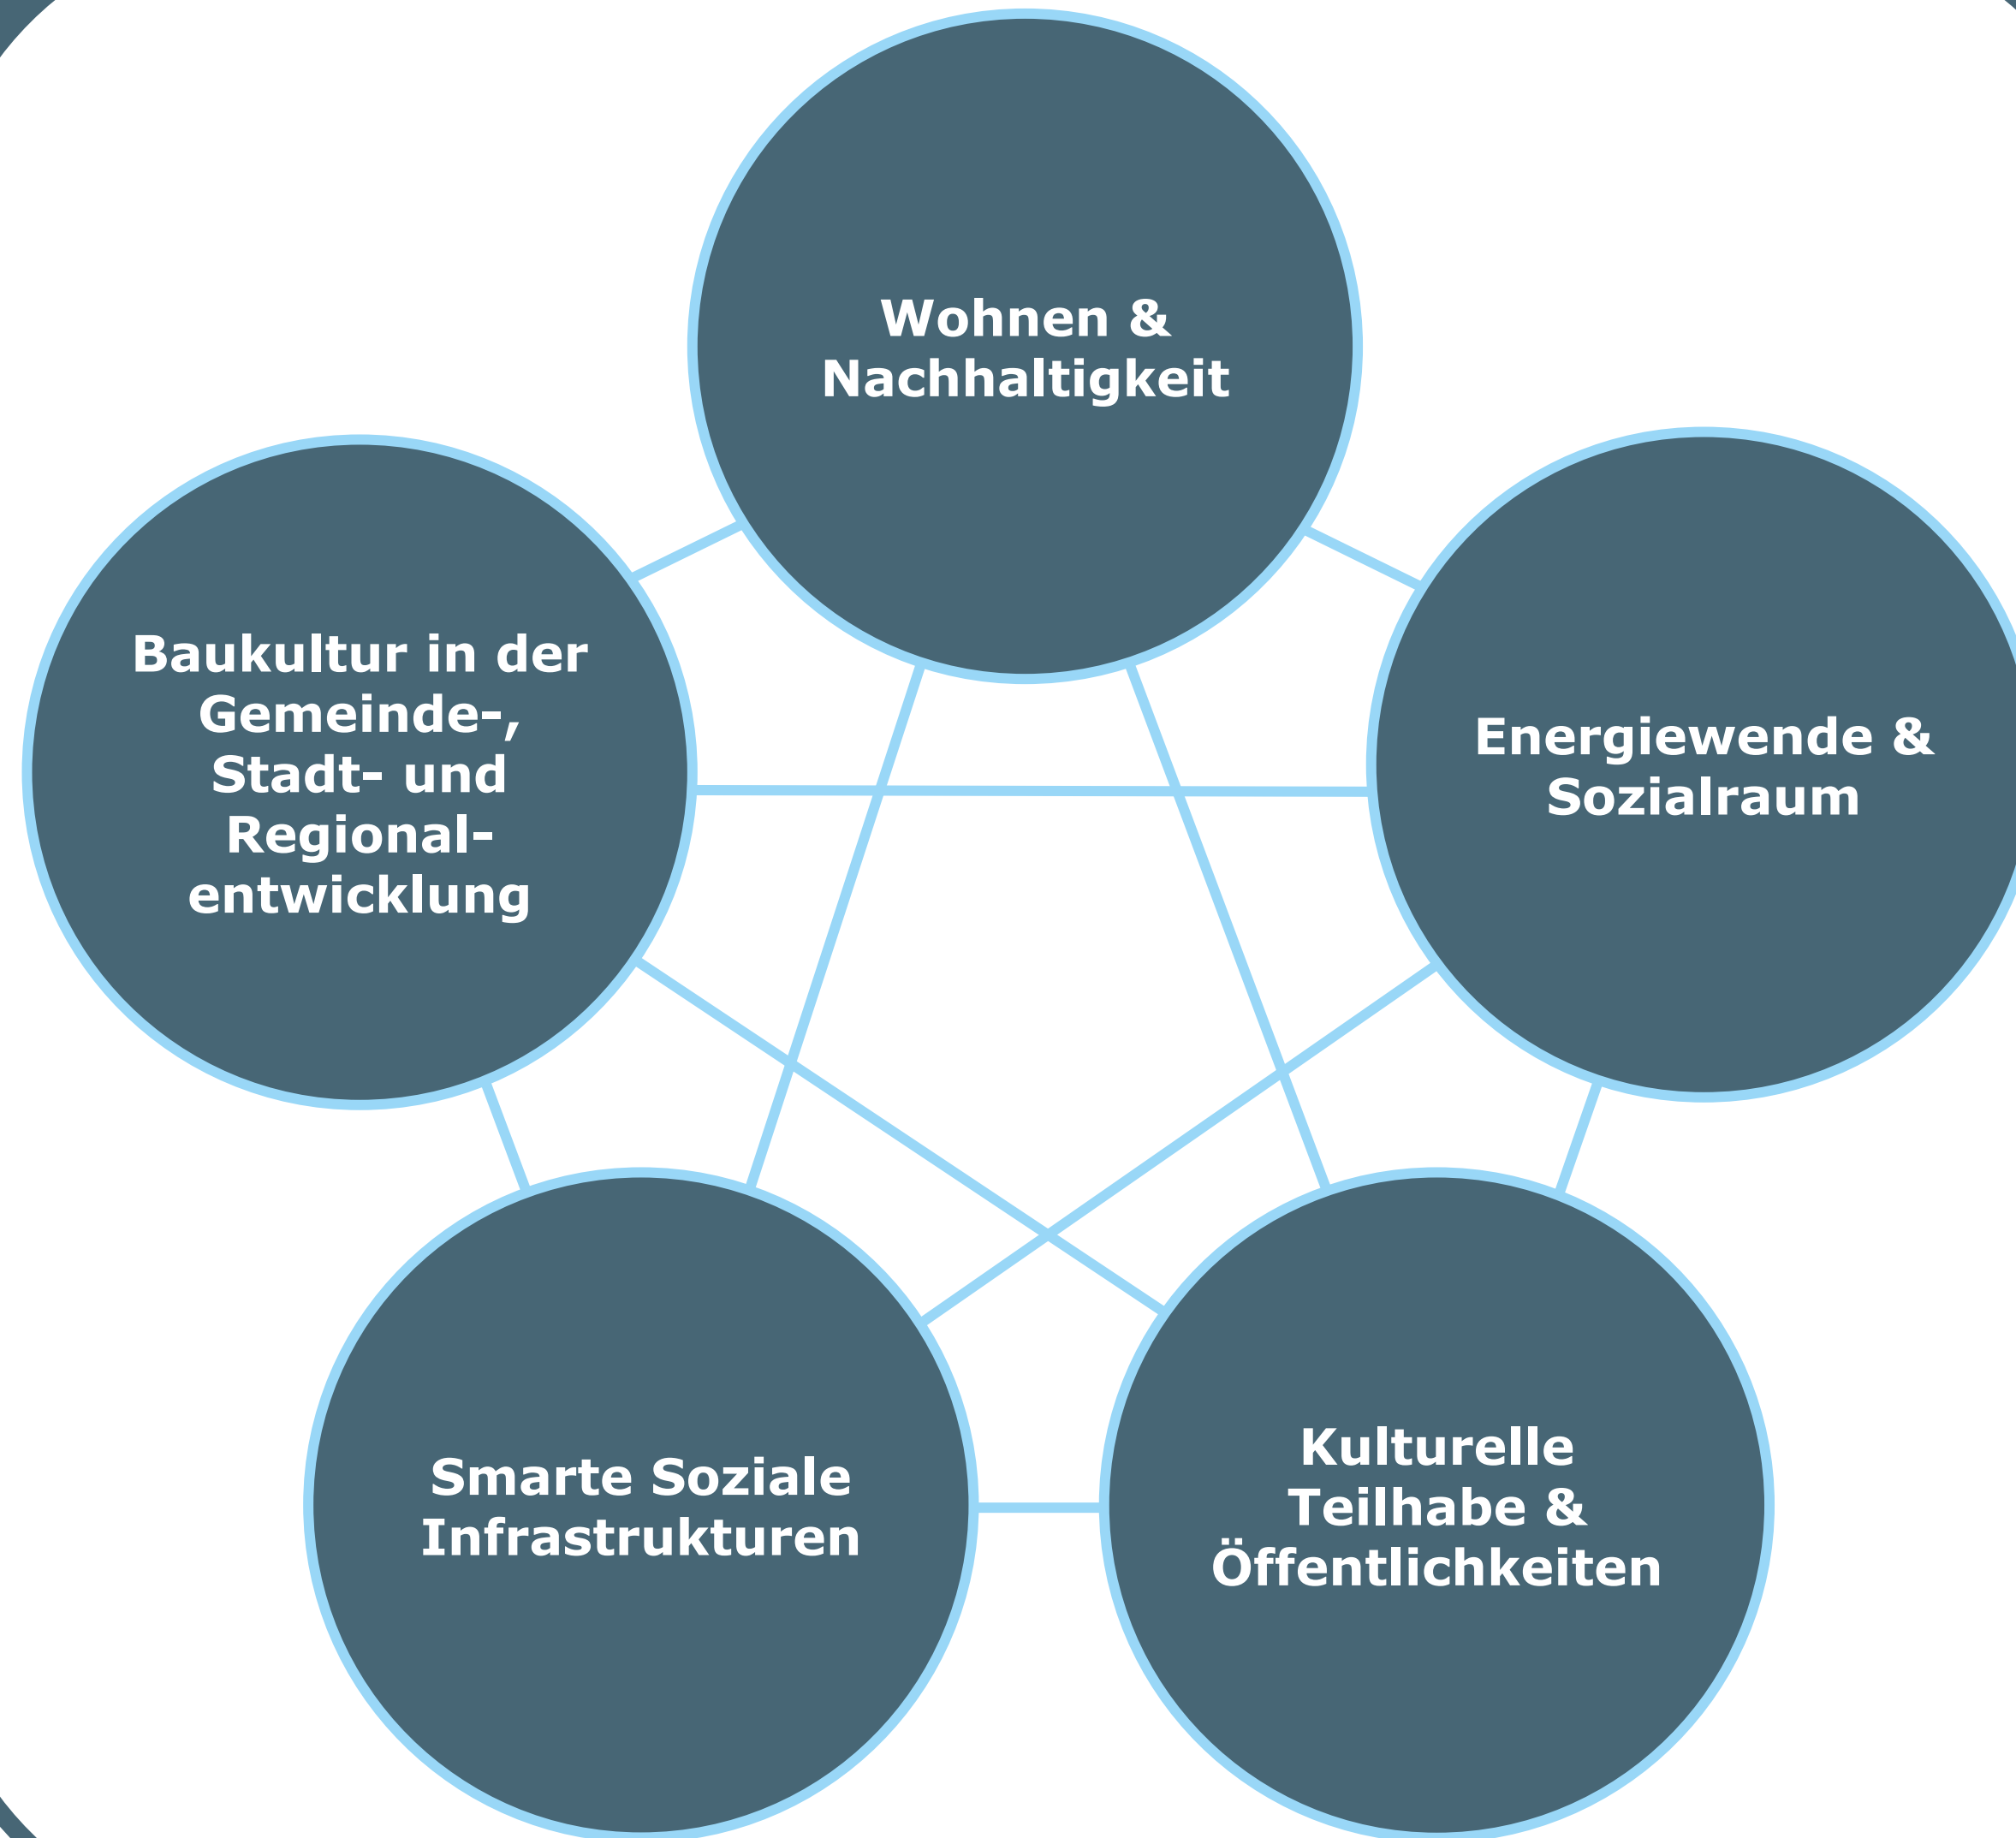 Wohnen &
Nachhaltigkeit
Baukultur in der
Gemeinde-,
Stadt- und
Regional-
entwicklung
Energiewende &
Sozialraum
Smarte Soziale
Infrastrukturen
Kulturelle
Teilhabe &
Öffentlichkeiten